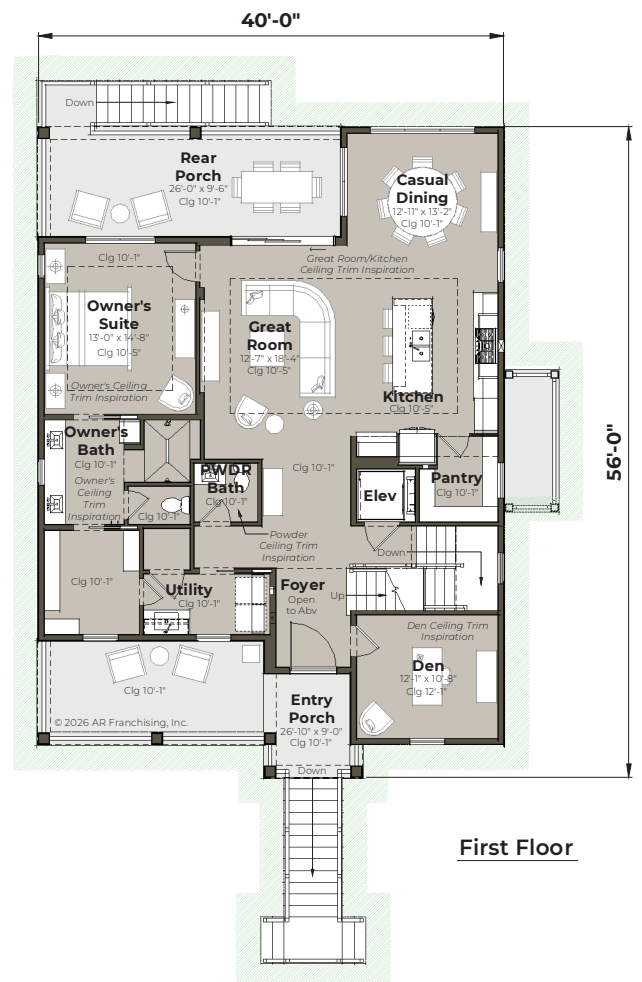 40'-0"
Down
Rear
Porch
26'-0" x 9'-6"
Clg 10'-1"
Casual
Dining
12'-11" x 13'-2"
Clg 10'-1"
Clg 10'-1"
Great Room/Kitchen
Ceiling Trim Inspiration
Owner's
Suite
13'-0" x 14'-8"
Clg 10'-5"
Owner's Ceiling
Trim Inspiration
Great
Room
12'-7" x 18'-4"
Clg 10'-5"
Kitchen
Clg 10'-5"
56'-0"
Owner's
Bath
Clg 10'-1"
Owner's
Ceiling
Trim
Inspiration
Clg 10'-1"
PWDR
Bath
Clg 10'-1"
Clg 10'-1"
Elev
Pantry
Clg 10'-1"
Powder
Ceiling Trim
Inspiration
Down
Clg 10'-1"
Utility
Clg 10'-1"
Foyer
Open
to Abv
Up
Den Ceiling Trim
Inspiration
Den
12'-1" x 10'-8"
Clg 12'-1"
Clg 10'-1"
© 2026 AR Franchising, Inc.
Entry
Porch
26'-10" x 9'-0"
Clg 10'-1"
Down
First Floor